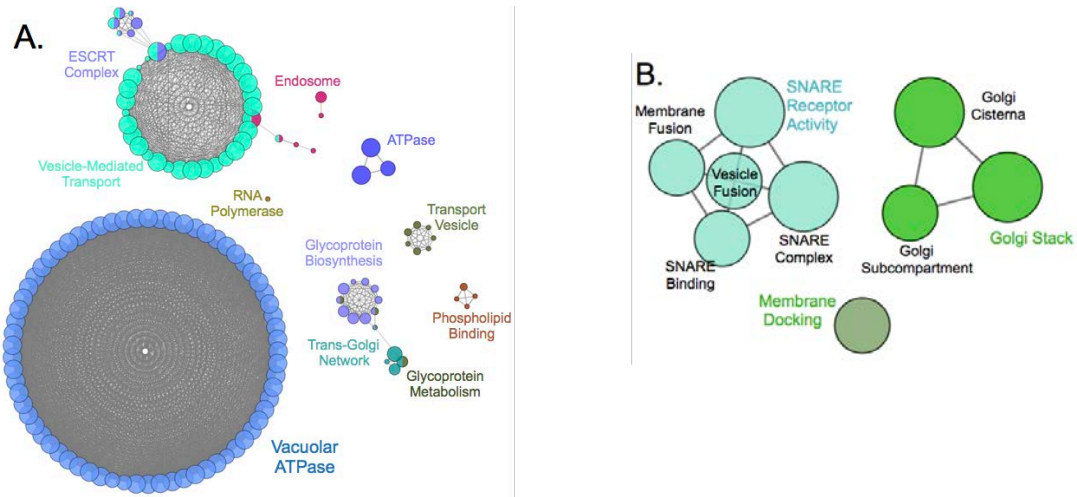 A.
ESCRT
Complex
Endosome
ATPase
Vesicle-Mediated
Transport
RNA
Polymerase
Transport
Vesicle
Glycoprotein
Biosynthesis
Phospholipid
Binding
Trans-Golgi
Network
Glycoprotein
Metabolism
Vacuolar
ATPase
B.
SNARE
Receptor
Activity
Membrane
Fusion
Vesicle
Fusion
SNARE
Complex
SNARE
Binding
Golgi
Cisterna
Golgi Stack
Golgi
Subcompartment
Membrane
Docking